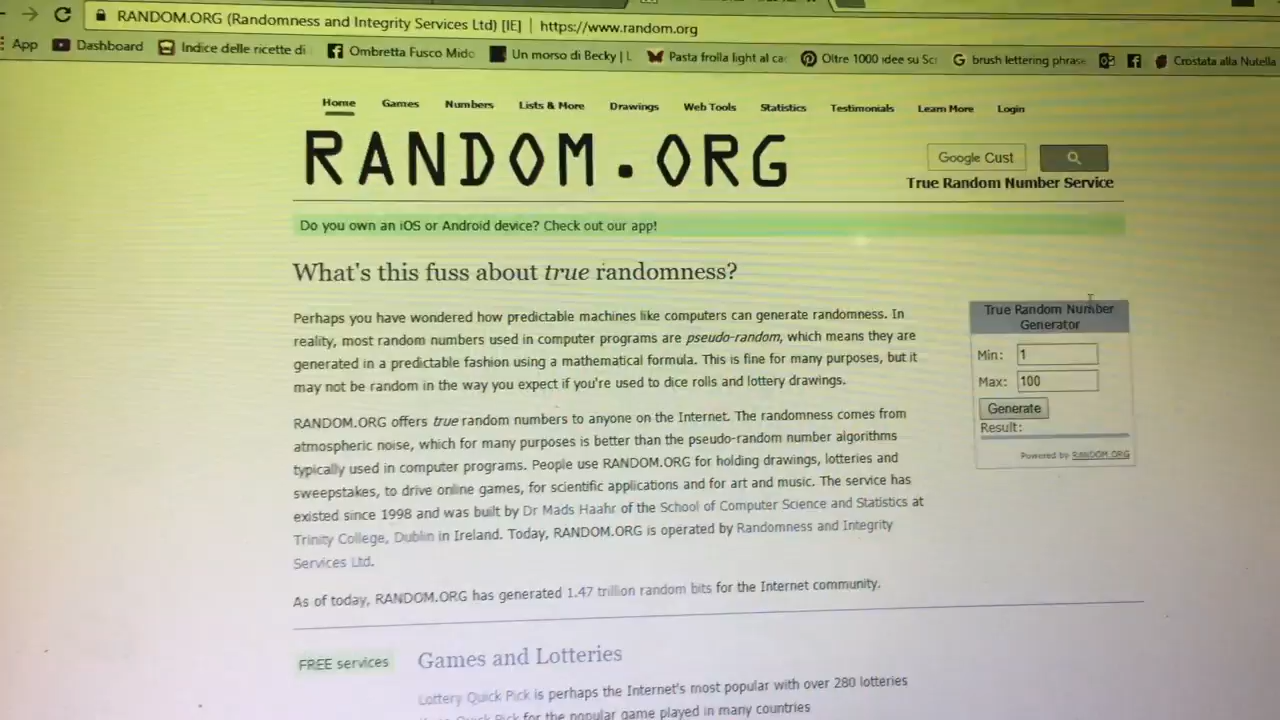 RANDOM.ORG (Randomness and Integrity Services Ltd) [IE] | https://www.random.org
App Dashboard Indice delle ricette di Ombretta Fusco Mido Un morso di Becky | L Pasta frolla light al ca Oltre 1000 idee su Scr brush lettering phrase Crostata alla Nutella
Home Games Numbers Lists & More Drawings Web Tools Statistics Testimonials Learn More Login
RANDOM.ORG
Google Cust
True Random Number Service
Do you own an iOS or Android device? Check out our app!
What's this fuss about true randomness?
Perhaps you have wondered how predictable machines like computers can generate randomness. In
reality, most random numbers used in computer programs are pseudo-random, which means they are
generated in a predictable fashion using a mathematical formula. This is fine for many purposes, but it
may not be random in the way you expect if you're used to dice rolls and lottery drawings.
RANDOM.ORG offers true random numbers to anyone on the Internet. The randomness comes from
atmospheric noise, which for many purposes is better than the pseudo-random number algorithms
typically used in computer programs. People use RANDOM.ORG for holding drawings, lotteries and
sweepstakes, to drive online games, for scientific applications and for art and music. The service has
existed since 1998 and was built by Dr Mads Haahr of the School of Computer Science and Statistics at
Trinity College, Dublin in Ireland. Today, RANDOM.ORG is operated by Randomness and Integrity
Services Ltd.
As of today, RANDOM.ORG has generated 1.47 trillion random bits for the Internet community.
True Random Number
Generator
Min: 1
Max: 100
Generate
Result:
Powered by RANDOM.ORG
FREE services
Games and Lotteries
Lottery Quick Pick is perhaps the Internet's most popular with over 280 lotteries
Quick Pick for the popular game played in many countries